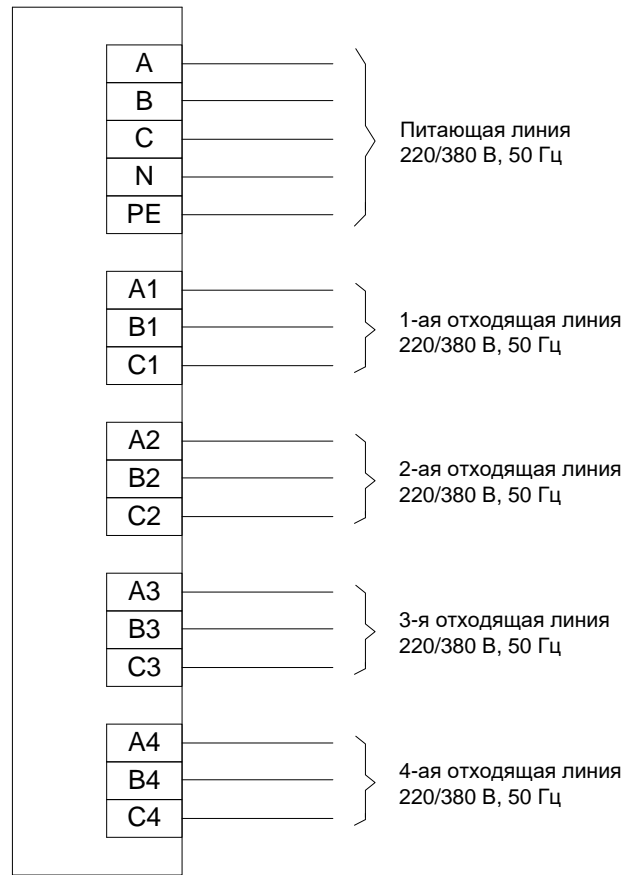 A
B
C
N
PE
Питающая линия
220/380 В, 50 Гц
A1
B1
C1
1-ая отходящая линия
220/380 В, 50 Гц
A2
B2
C2
2-ая отходящая линия
220/380 В, 50 Гц
A3
B3
C3
3-я отходящая линия
220/380 В, 50 Гц
A4
B4
C4
4-ая отходящая линия
220/380 В, 50 Гц